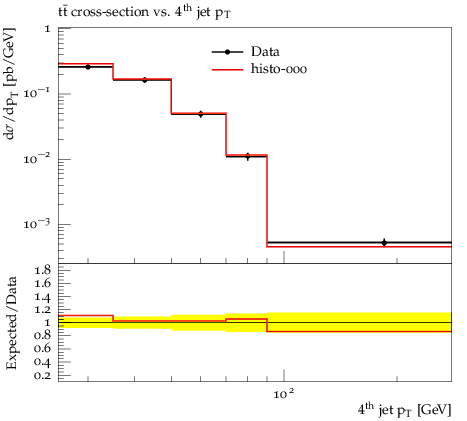 tt̄ cross-section vs. 4th jet pT
Data
histo-000
dσ/dpT [pb/GeV]
1
10⁻¹
10⁻²
10⁻³
Expected/Data
1.8
1.6
1.4
1.2
1
0.8
0.6
0.4
0.2
10²
4th jet pT [GeV]